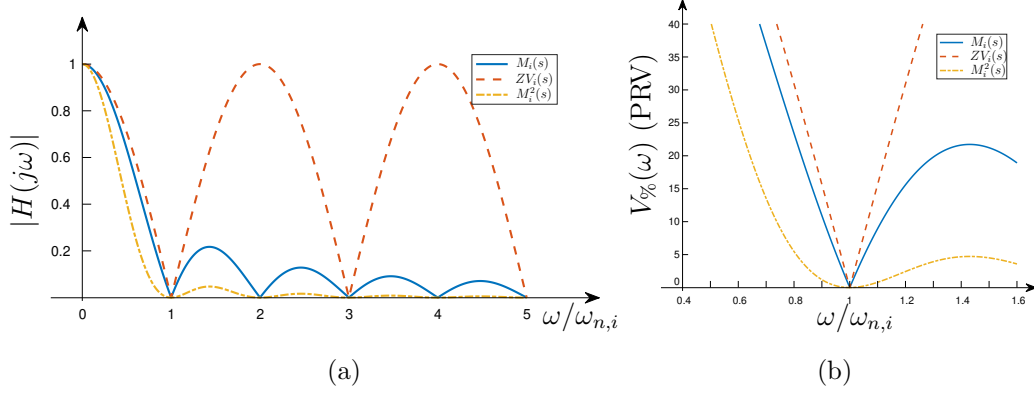 |H(jω)|
1
0.8
0.6
0.4
0.2
0 1 2 3 4 5
ω/ω_{n,i}
M_i(s)
ZV_i(s)
M_i^2(s)
(a)
V%(ω) (PRV)
40
35
30
25
20
15
10
5
0
0.4 0.6 0.8 1 1.2 1.4 1.6
ω/ω_{n,i}
M_i(s)
ZV_i(s)
M_i^2(s)
(b)